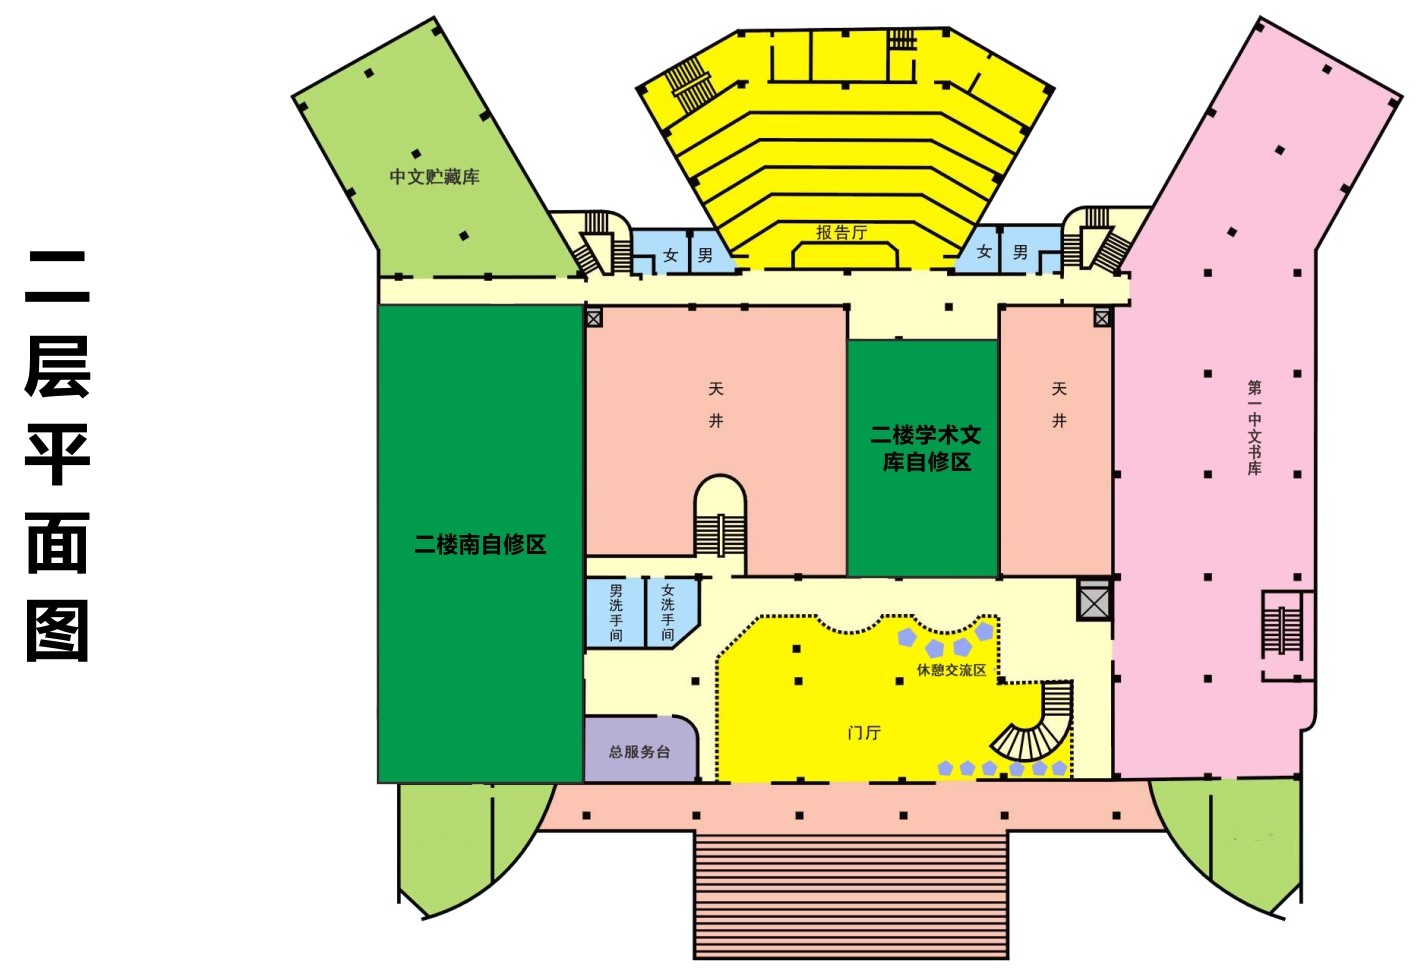 二层平面图
中文贮藏库
报告厅
女
男
女
男
天井
天井
二楼学术文
库自修区
第一中文书库
二楼南自修区
男洗手间
女洗手间
休憩交流区
门厅
总服务台